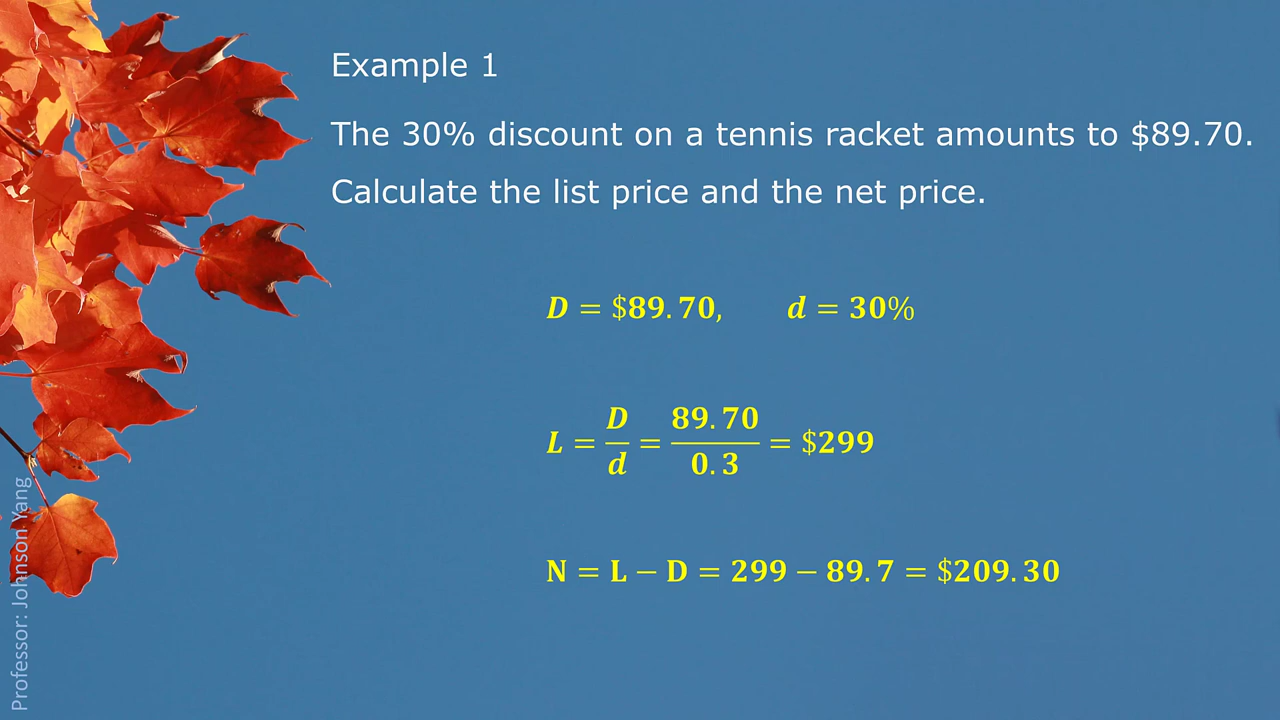 Example 1
The 30% discount on a tennis racket amounts to $89.70.
Calculate the list price and the net price.
D = $89.70, d = 30%
L = D/d = 89.70/0.3 = $299
N = L − D = 299 − 89.7 = $209.30
Professor: Johnson Yang